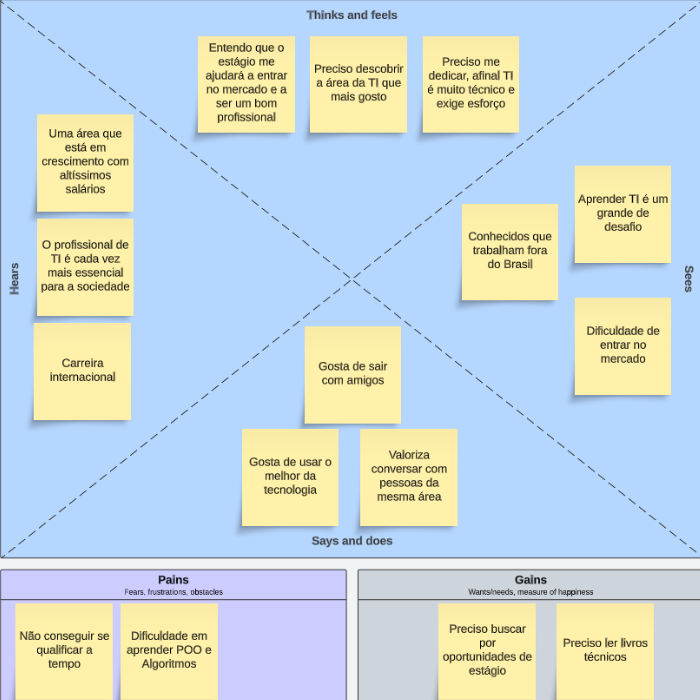 Thinks and feels
Entendo que o
estágio me
ajudará a entrar
no mercado e a
ser um bom
profissional
Preciso descobrir
a área da TI que
mais gosto
Preciso me
dedicar, afinal TI
é muito técnico e
exige esforço
Hears
Uma área que
está em
crescimento com
altíssimos
salários
O profissional de
TI é cada vez
mais essencial
para a sociedade
Carreira
internacional
Sees
Conhecidos que
trabalham fora
do Brasil
Aprender TI é um
grande de
desafio
Dificuldade de
entrar no
mercado
Gosta de sair
com amigos
Gosta de usar o
melhor da
tecnologia
Valoriza
conversar com
pessoas da
mesma área
Says and does
Pains
Fears, frustrations, obstacles
Não conseguir se
qualificar a
tempo
Dificuldade em
aprender POO e
Algoritmos
Gains
Wants/needs, measure of happiness
Preciso buscar
por
oportunidades de
estágio
Preciso ler livros
técnicos